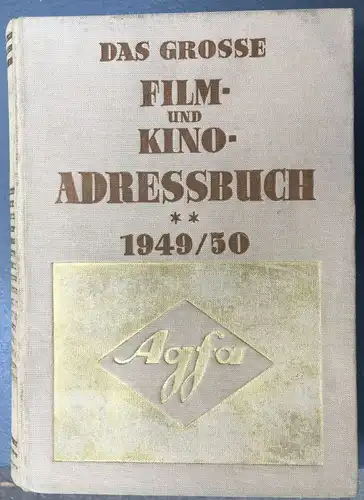 DAS GROSSE
FILM-
UND
KINO-
ADRESSBUCH
**
1949/50
Agfa